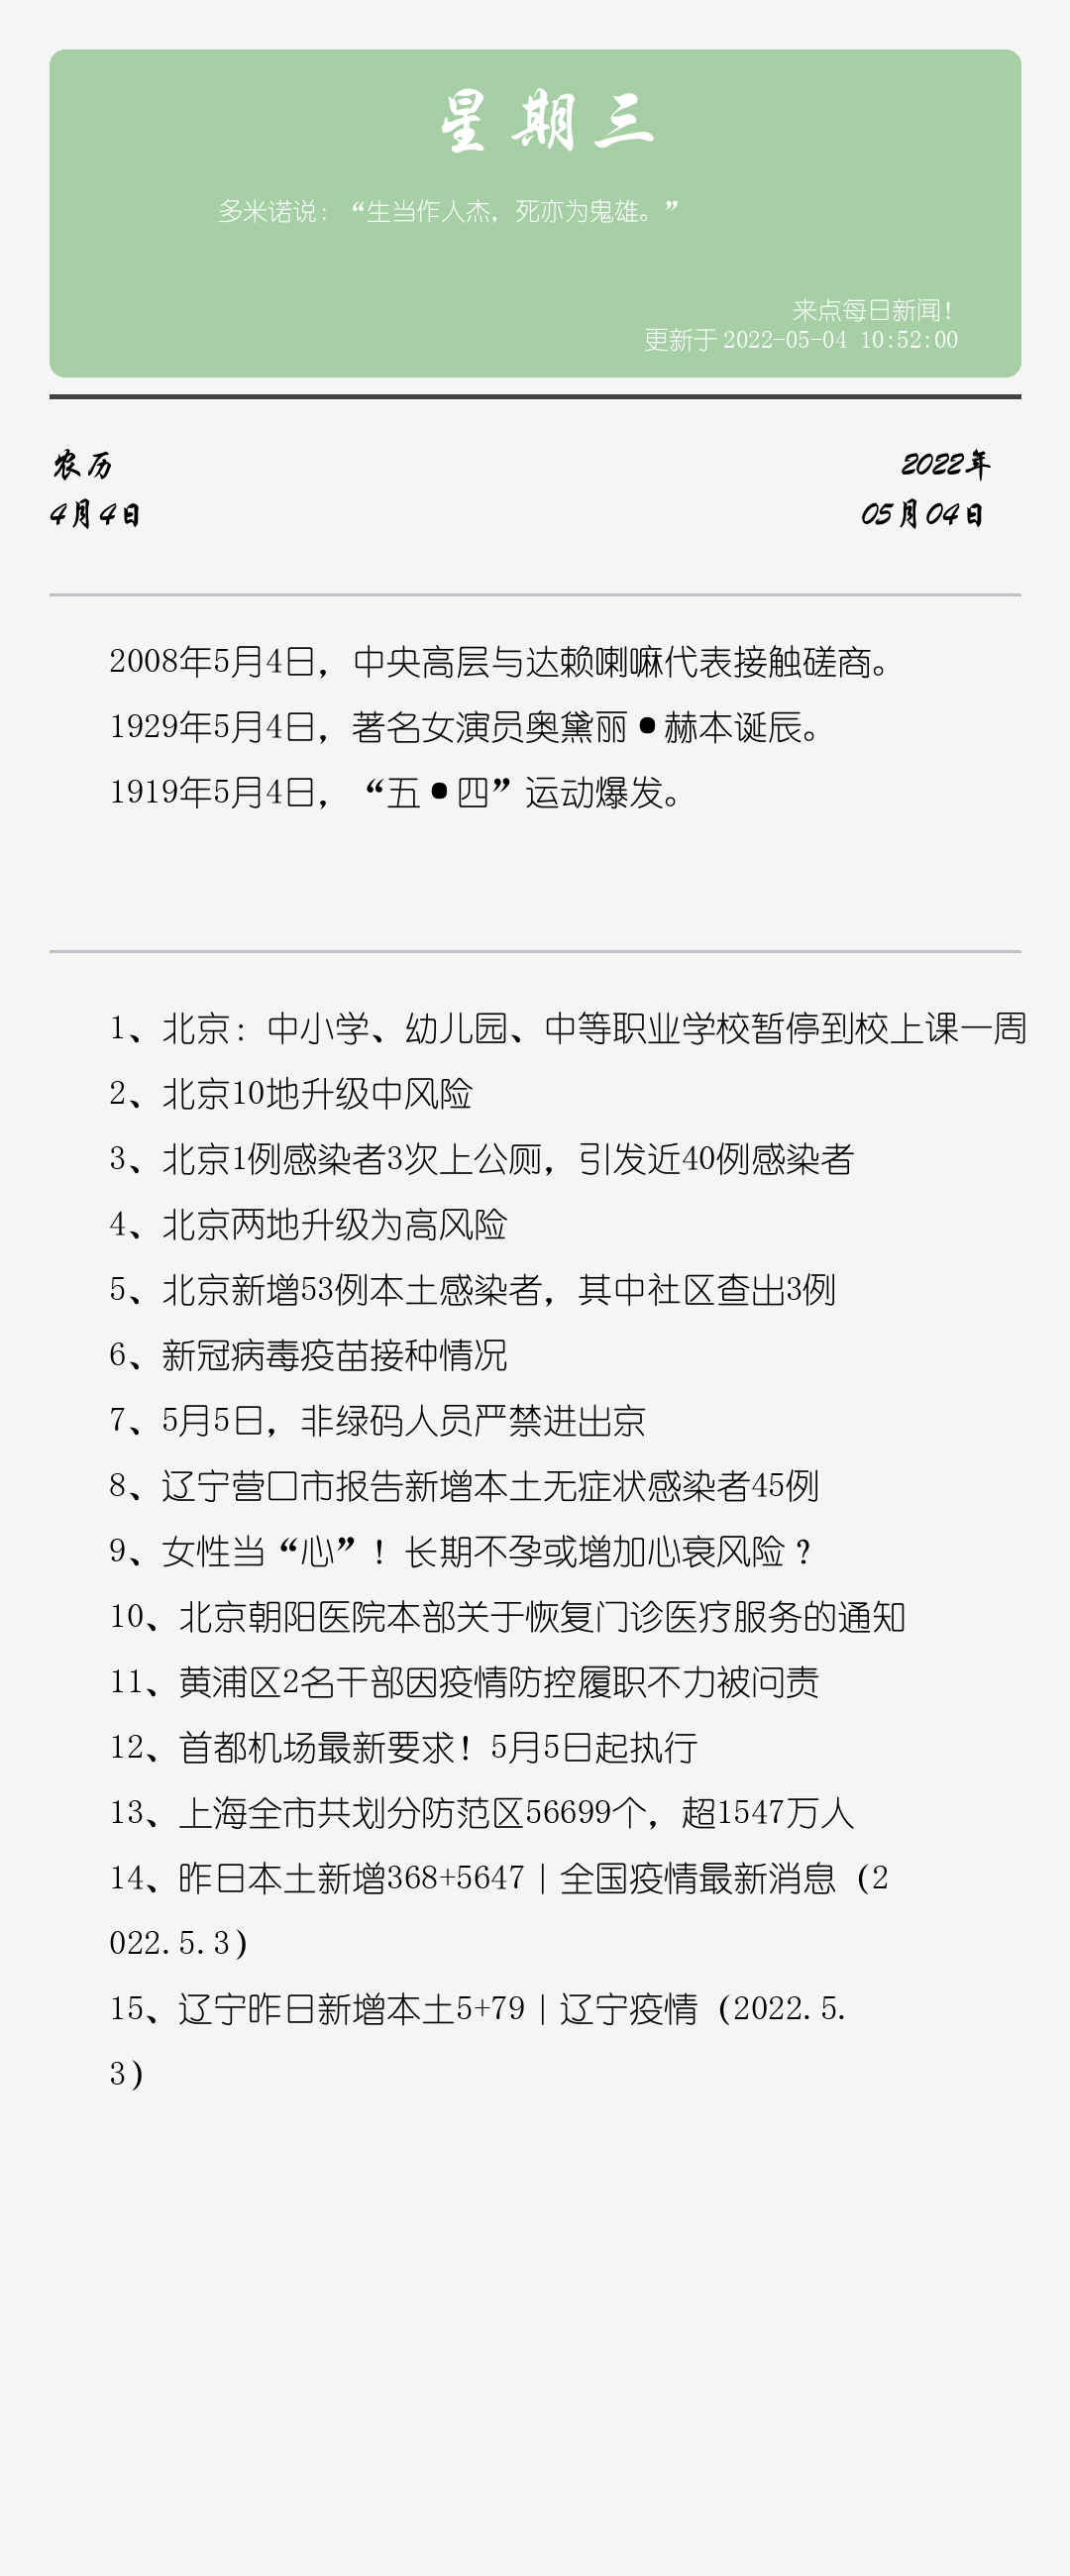 星期三
多米诺说：“生当作人杰，死亦为鬼雄。”
来点每日新闻！
更新于 2022-05-04 10:52:00
农历
4月4日
2022年
05月04日
2008年5月4日，中央高层与达赖喇嘛代表接触磋商。
1929年5月4日，著名女演员奥黛丽•赫本诞辰。
1919年5月4日，“五•四”运动爆发。
1、北京：中小学、幼儿园、中等职业学校暂停到校上课一周
2、北京10地升级中风险
3、北京1例感染者3次上公厕，引发近40例感染者
4、北京两地升级为高风险
5、北京新增53例本土感染者，其中社区查出3例
6、新冠病毒疫苗接种情况
7、5月5日，非绿码人员严禁进出京
8、辽宁营口市报告新增本土无症状感染者45例
9、女性当“心”！长期不孕或增加心衰风险？
10、北京朝阳医院本部关于恢复门诊医疗服务的通知
11、黄浦区2名干部因疫情防控履职不力被问责
12、首都机场最新要求！5月5日起执行
13、上海全市共划分防范区56699个，超1547万人
14、昨日本土新增368+5647｜全国疫情最新消息（2
022.5.3）
15、辽宁昨日新增本土5+79｜辽宁疫情（2022.5.
3）